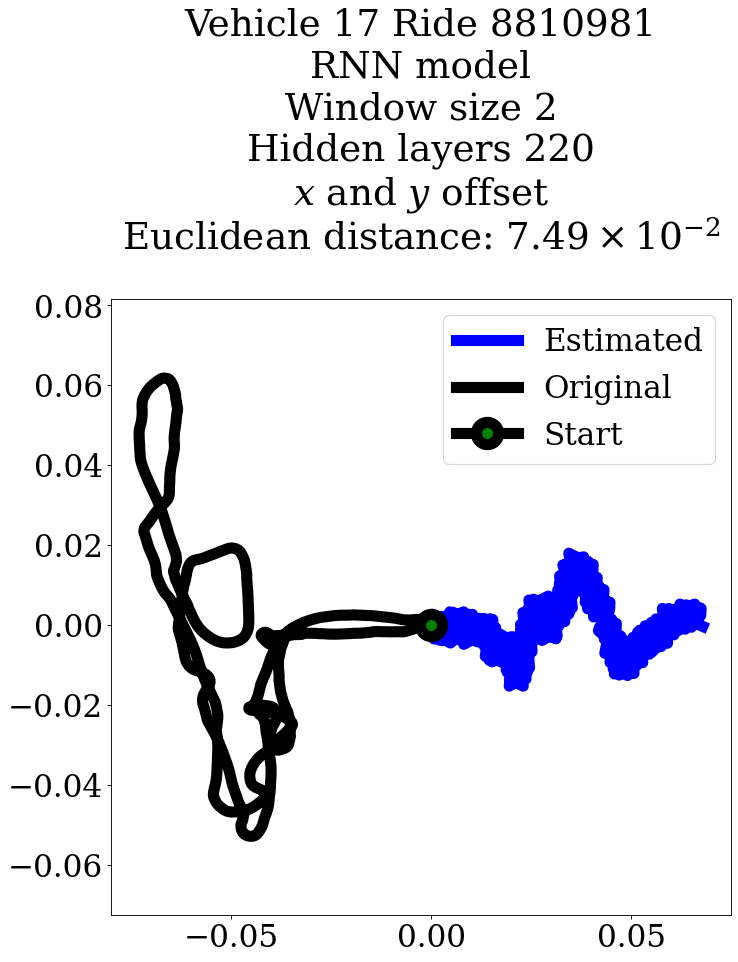 Vehicle 17 Ride 8810981
RNN model
Window size 2
Hidden layers 220
x and y offset
Euclidean distance: 7.49 × 10⁻²
0.08
0.06
0.04
0.02
0.00
−0.02
−0.04
−0.06
Estimated
Original
Start
−0.05 0.00 0.05